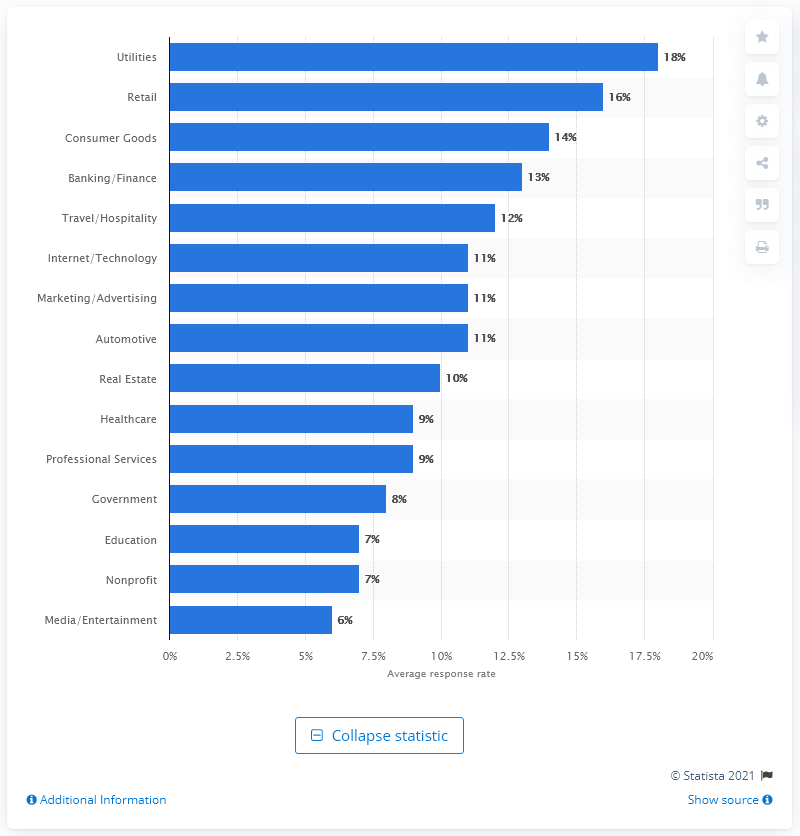 Utilities 18%
Retail 16%
Consumer Goods 14%
Banking/Finance 13%
Travel/Hospitality 12%
Internet/Technology 11%
Marketing/Advertising 11%
Automotive 11%
Real Estate 10%
Healthcare 9%
Professional Services 9%
Government 8%
Education 7%
Nonprofit 7%
Media/Entertainment 6%
0% 2.5% 5% 7.5% 10% 12.5% 15% 17.5% 20%
Average response rate
Collapse statistic
© Statista 2021
Additional Information Show source